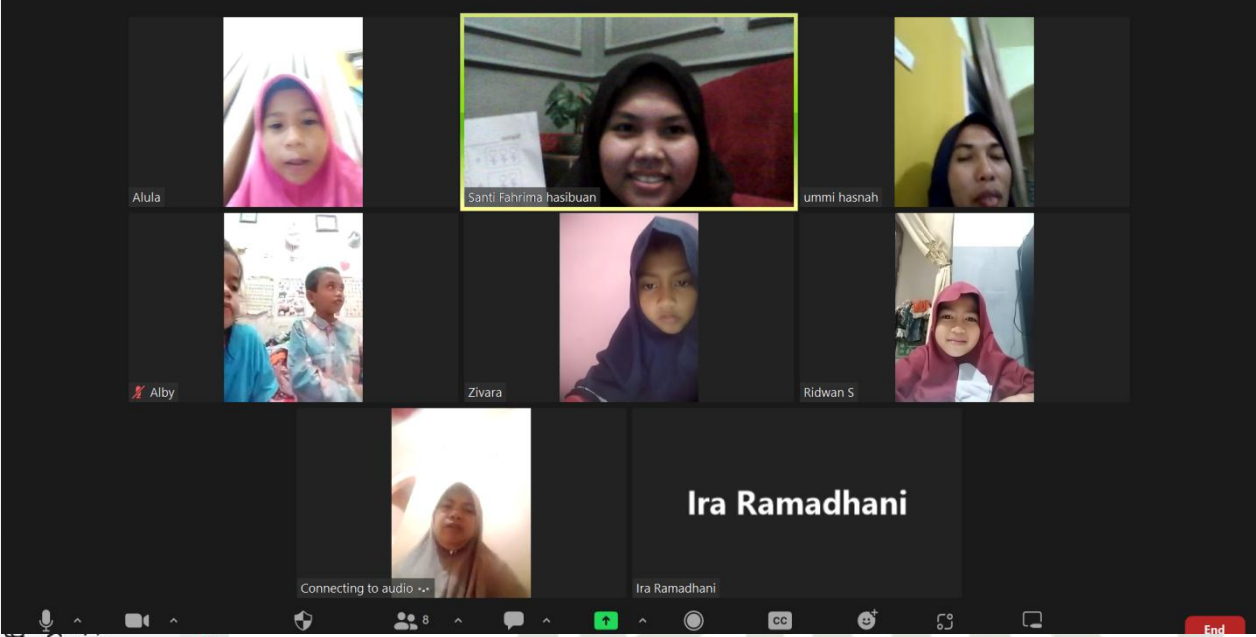 Alula
Santi Fahrima hasibuan
ummi hasnah
Alby
Zivara
Ridwan S
Connecting to audio
Ira Ramadhani
Ira Ramadhani
8
CC
End